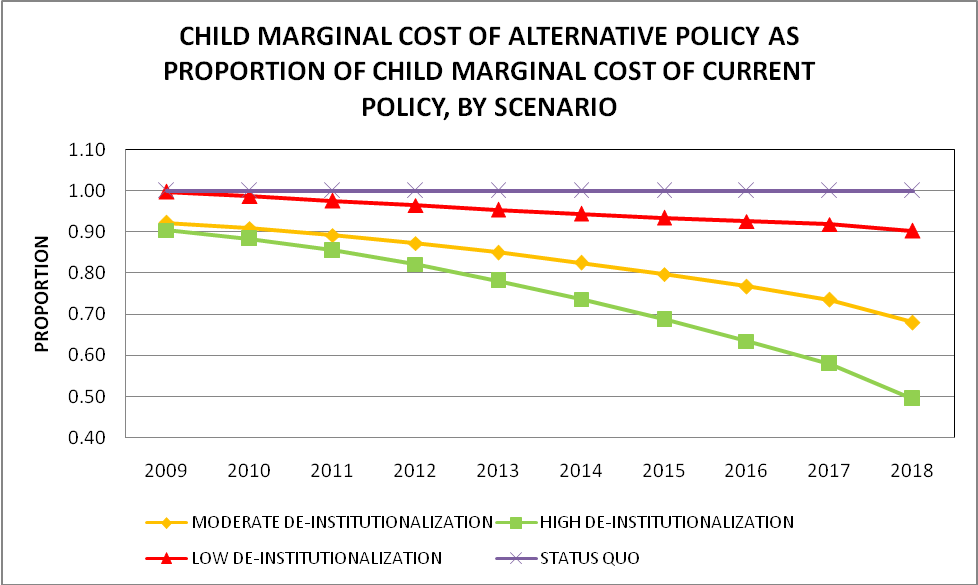 CHILD MARGINAL COST OF ALTERNATIVE POLICY AS
PROPORTION OF CHILD MARGINAL COST OF CURRENT
POLICY, BY SCENARIO
PROPORTION
1.10
1.00
0.90
0.80
0.70
0.60
0.50
0.40
2009 2010 2011 2012 2013 2014 2015 2016 2017 2018
MODERATE DE-INSTITUTIONALIZATION HIGH DE-INSTITUTIONALIZATION
LOW DE-INSTITUTIONALIZATION STATUS QUO